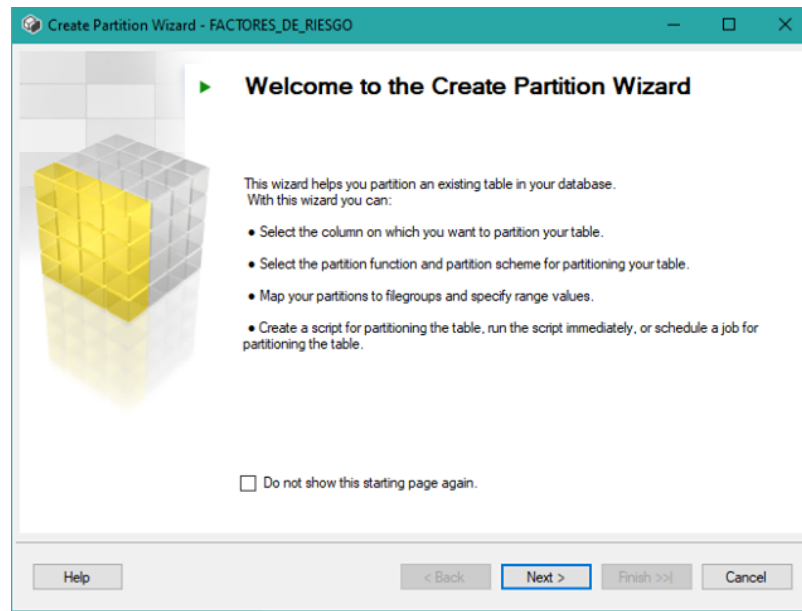 Create Partition Wizard - FACTORES_DE_RIESGO
Welcome to the Create Partition Wizard
This wizard helps you partition an existing table in your database.
With this wizard you can:
● Select the column on which you want to partition your table.
● Select the partition function and partition scheme for partitioning your table.
● Map your partitions to filegroups and specify range values.
● Create a script for partitioning the table, run the script immediately, or schedule a job for
partitioning the table.
Do not show this starting page again.
Help
< Back
Next >
Finish >>|
Cancel